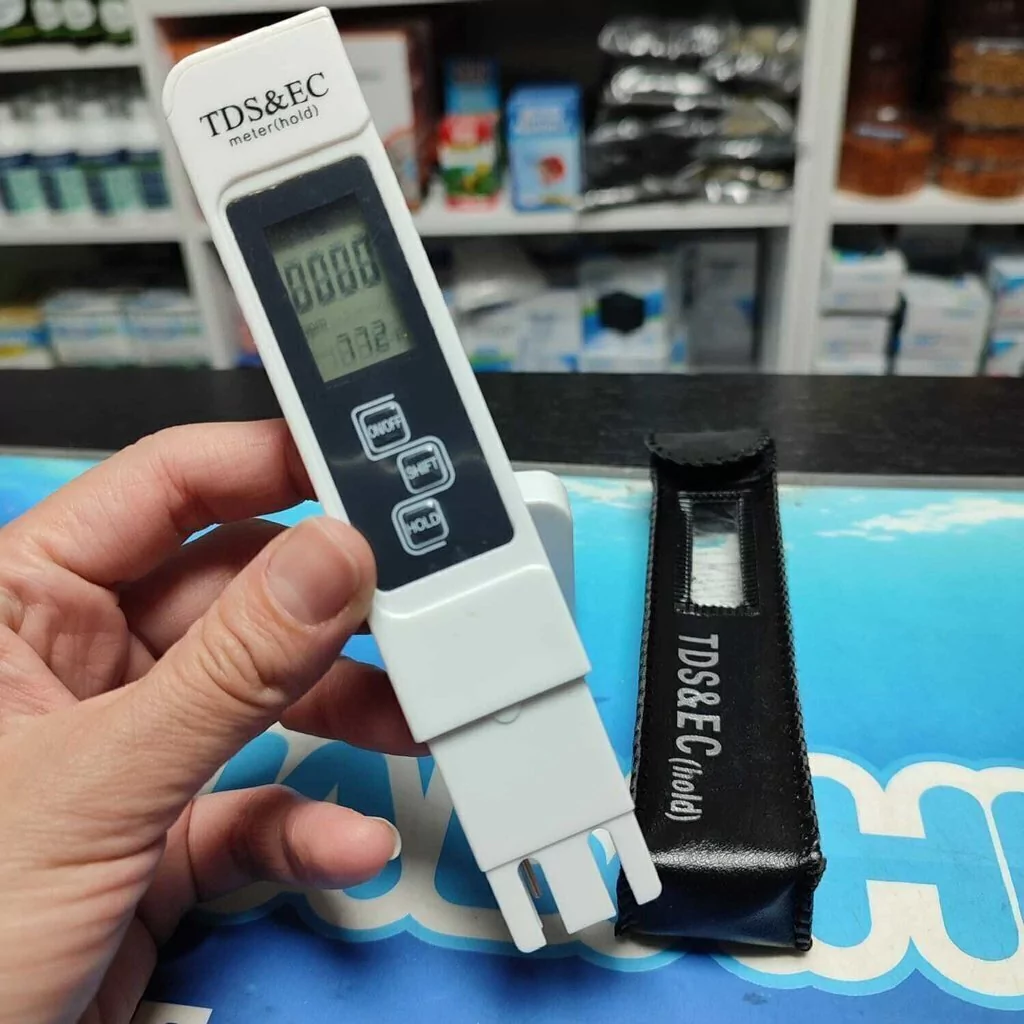 TDS&EC
meter(hold)
0000
ON/OFF
SHIFT
HOLD
TDS&EC (hold)